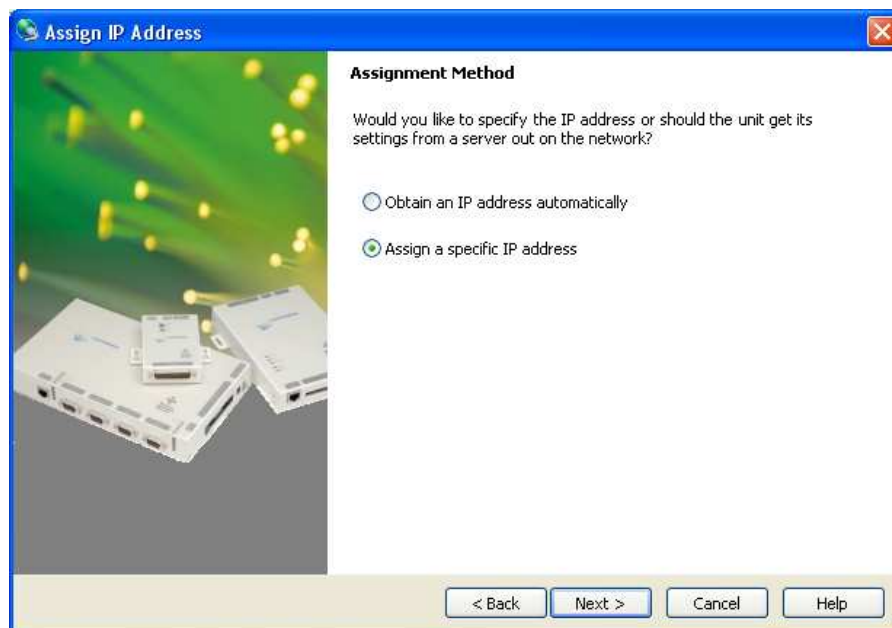 Assign IP Address
Assignment Method
Would you like to specify the IP address or should the unit get its
settings from a server out on the network?
Obtain an IP address automatically
Assign a specific IP address
< Back
Next >
Cancel
Help